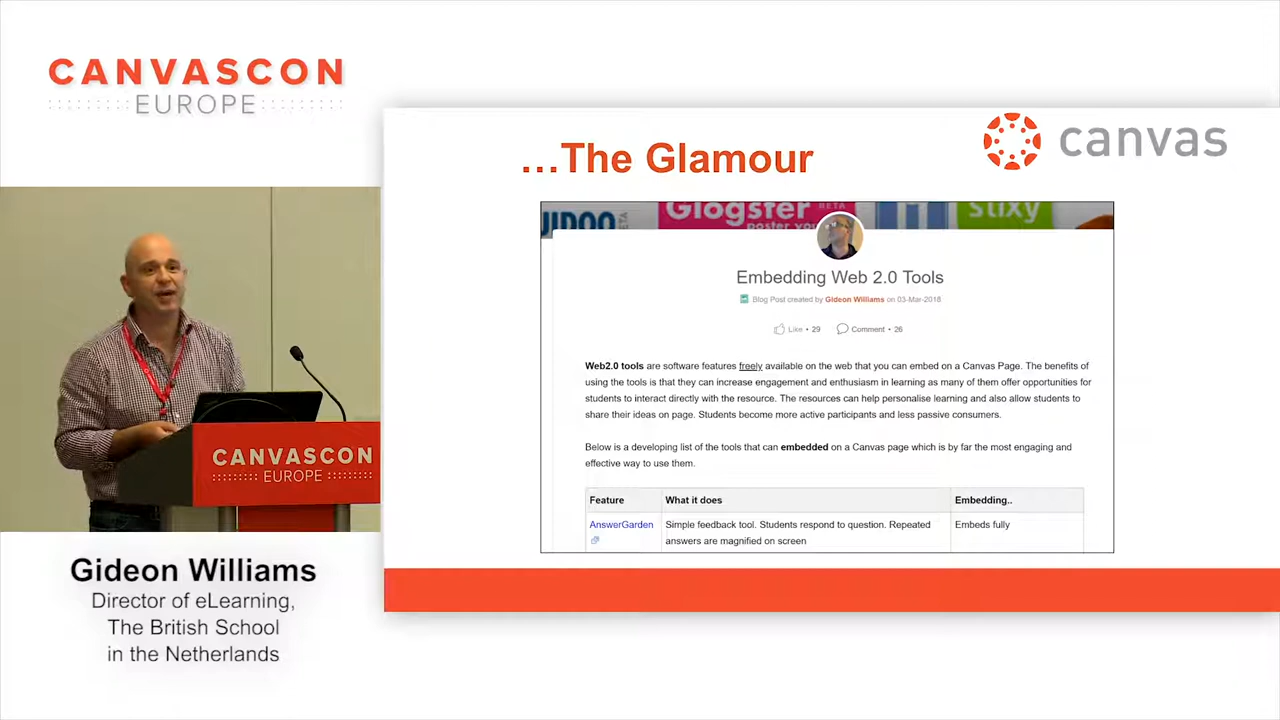 CANVASCON
EUROPE
canvas
...The Glamour
Glogster
BETA
poster you
stixy
Embedding Web 2.0 Tools
Blog Post created by Gideon Williams on 03-Mar-2018
Like • 29 Comment • 26
Web2.0 tools are software features freely available on the web that you can embed on a Canvas Page. The benefits of
using the tools is that they can increase engagement and enthusiasm in learning as many of them offer opportunities for
students to interact directly with the resource. The resources can help personalise learning and also allow students to
share their ideas on page. Students become more active participants and less passive consumers.
Below is a developing list of the tools that can embedded on a Canvas page which is by far the most engaging and
effective way to use them.
Feature What it does Embedding..
AnswerGarden Simple feedback tool. Students respond to question. Repeated Embeds fully
answers are magnified on screen
CANVASCON
EUROPE
Gideon Williams
Director of eLearning,
The British School
in the Netherlands